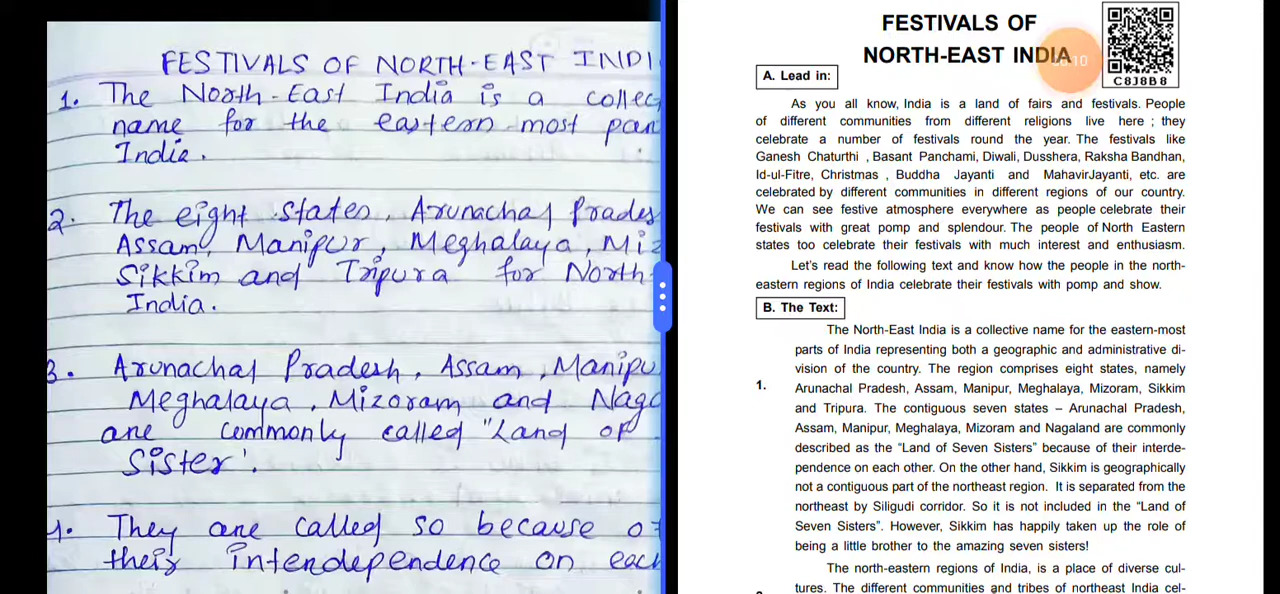 FESTIVALS OF NORTH-EAST INDI
1. The North-East India is a collec
name for the eastern-most par
India.
2. The eight states, Arunachal Prades
Assam, Manipur, Meghalaya, Miz
Sikkim and Tripura for North
India.
3. Arunachal Pradesh, Assam, Manipu
Meghalaya, Mizoram and Naga
are commonly called "Land of
Sister'.
4. They are called so because of
their intendependence on each
FESTIVALS OF
NORTH-EAST INDIA
C8J8B8
A. Lead in:
As you all know, India is a land of fairs and festivals. People
of different communities from different religions live here ; they
celebrate a number of festivals round the year. The festivals like
Ganesh Chaturthi , Basant Panchami, Diwali, Dusshera, Raksha Bandhan,
Id-ul-Fitre, Christmas , Buddha Jayanti and MahavirJayanti, etc. are
celebrated by different communities in different regions of our country.
We can see festive atmosphere everywhere as people celebrate their
festivals with great pomp and splendour. The people of North Eastern
states too celebrate their festivals with much interest and enthusiasm.
Let's read the following text and know how the people in the north-
eastern regions of India celebrate their festivals with pomp and show.
B. The Text:
The North-East India is a collective name for the eastern-most
parts of India representing both a geographic and administrative di-
vision of the country. The region comprises eight states, namely
1. Arunachal Pradesh, Assam, Manipur, Meghalaya, Mizoram, Sikkim
and Tripura. The contiguous seven states – Arunachal Pradesh,
Assam, Manipur, Meghalaya, Mizoram and Nagaland are commonly
described as the “Land of Seven Sisters” because of their interde-
pendence on each other. On the other hand, Sikkim is geographically
not a contiguous part of the northeast region. It is separated from the
northeast by Siligudi corridor. So it is not included in the “Land of
Seven Sisters”. However, Sikkim has happily taken up the role of
being a little brother to the amazing seven sisters!
The north-eastern regions of India, is a place of diverse cul-
tures. The different communities and tribes of northeast India cel-